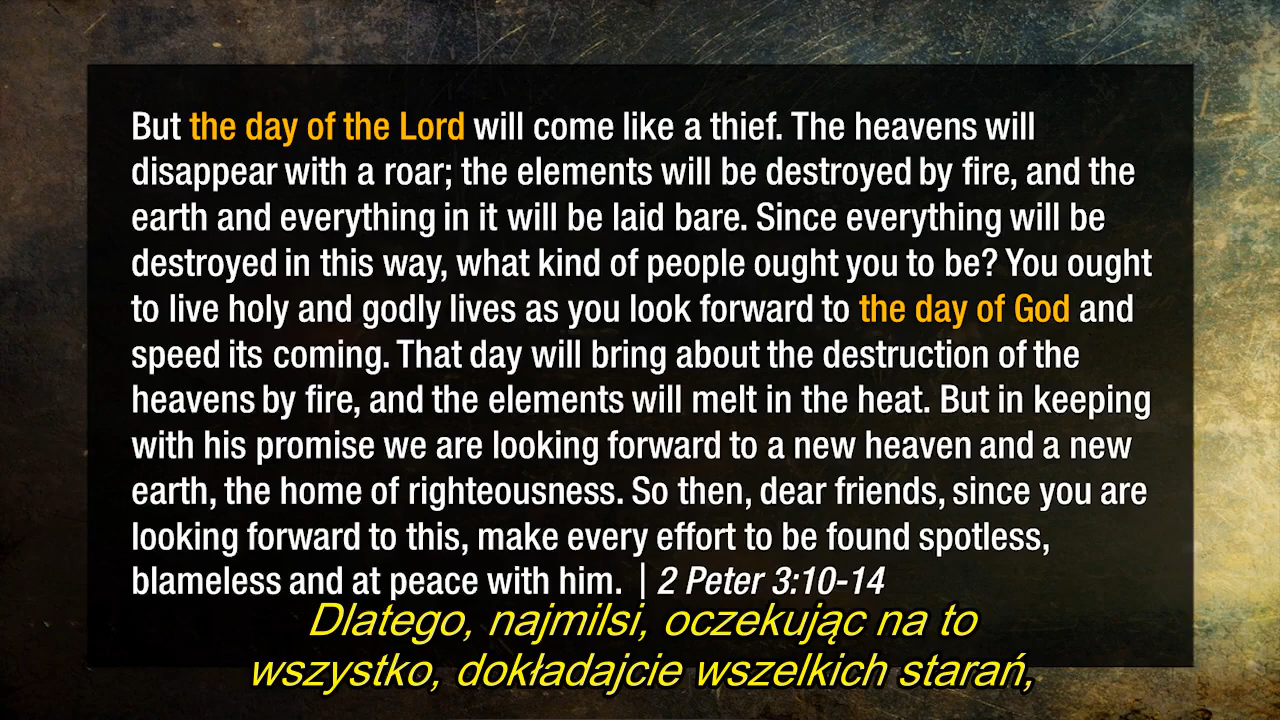 But the day of the Lord will come like a thief. The heavens will
disappear with a roar; the elements will be destroyed by fire, and the
earth and everything in it will be laid bare. Since everything will be
destroyed in this way, what kind of people ought you to be? You ought
to live holy and godly lives as you look forward to the day of God and
speed its coming. That day will bring about the destruction of the
heavens by fire, and the elements will melt in the heat. But in keeping
with his promise we are looking forward to a new heaven and a new
earth, the home of righteousness. So then, dear friends, since you are
looking forward to this, make every effort to be found spotless,
blameless and at peace with him. | 2 Peter 3:10-14
Dlatego, najmilsi, oczekując na to
wszystko, dokładajcie wszelkich starań,